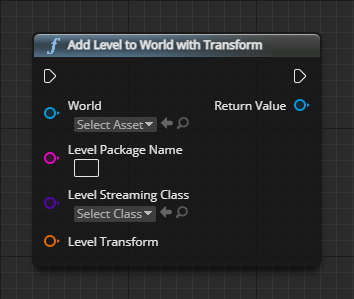 f Add Level to World with Transform
World Return Value
Select Asset
Level Package Name
Level Streaming Class
Select Class
Level Transform